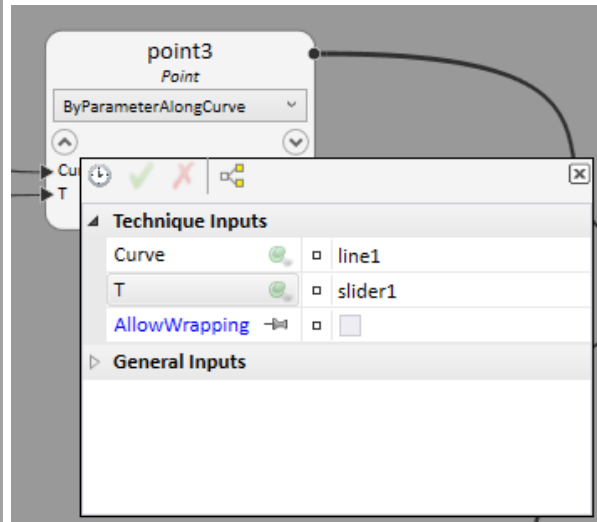 point3
Point
ByParameterAlongCurve
Cu
T
Technique Inputs
Curve line1
T slider1
AllowWrapping
General Inputs